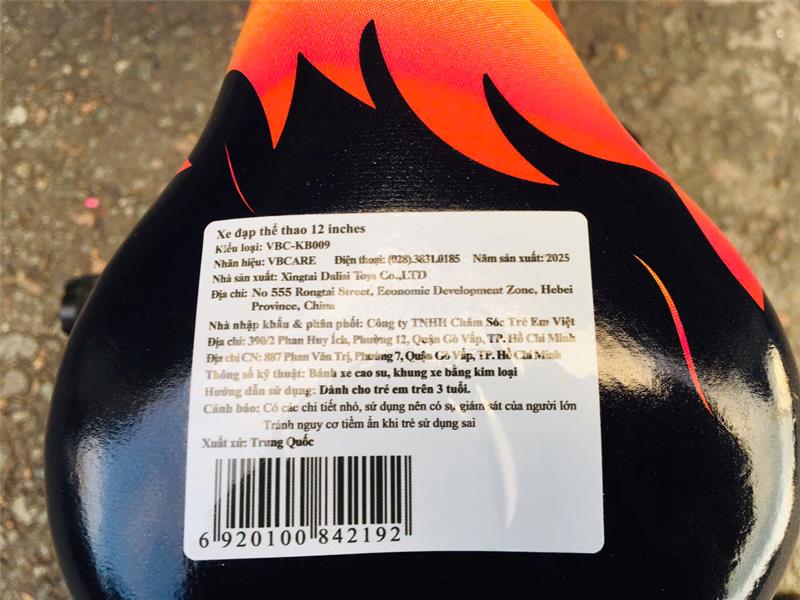 Xe đạp thể thao 12 inches
Kiểu loại: VBC-KB009
Nhãn hiệu: VBCARE Điện thoại: (028).3831.0185 Năm sản xuất: 2025
Nhà sản xuất: Xingtai Dalisi Toys Co.,LTD
Địa chỉ: No 555 Rongtai Street, Economic Development Zone, Hebei
Province, China
Nhà nhập khẩu & phân phối: Công ty TNHH Chăm Sóc Trẻ Em Việt
Địa chỉ: 390/2 Phan Huy Ích, Phường 12, Quận Gò Vấp, TP. Hồ Chí Minh
Địa chỉ CN: 887 Phan Văn Trị, Phường 7, Quận Gò Vấp, TP. Hồ Chí Minh
Thông số kỹ thuật: Bánh xe cao su, khung xe bằng kim loại
Hướng dẫn sử dụng: Dành cho trẻ em trên 3 tuổi.
Cảnh báo: Có các chi tiết nhỏ, sử dụng nên có sự giám sát của người lớn
Tránh nguy cơ tiềm ẩn khi trẻ sử dụng sai
Xuất xứ: Trung Quốc
6 920100 842192